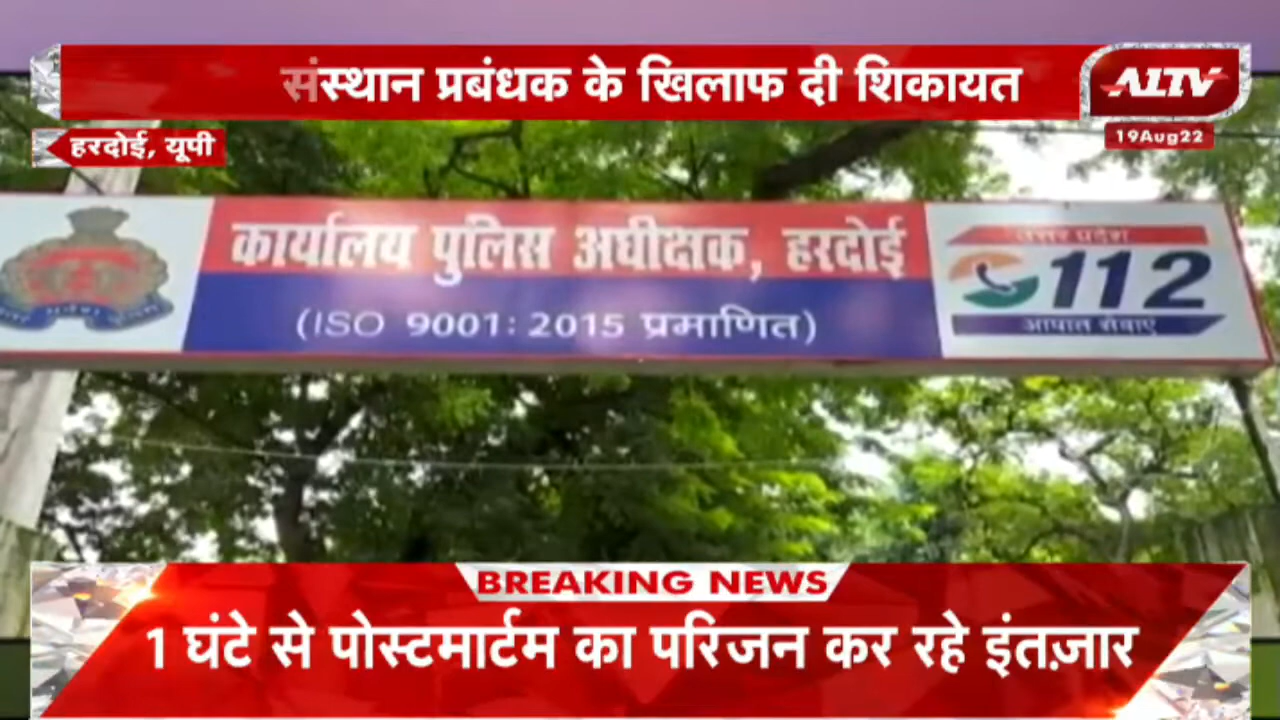 संस्थान प्रबंधक के खिलाफ दी शिकायत
AITV
19Aug22
हरदोई, यूपी
कार्यालय पुलिस अधीक्षक, हरदोई
(ISO 9001: 2015 प्रमाणित)
उत्तर प्रदेश
112
आपात सेवाएं
BREAKING NEWS
1 घंटे से पोस्टमार्टम का परिजन कर रहे इंतज़ार